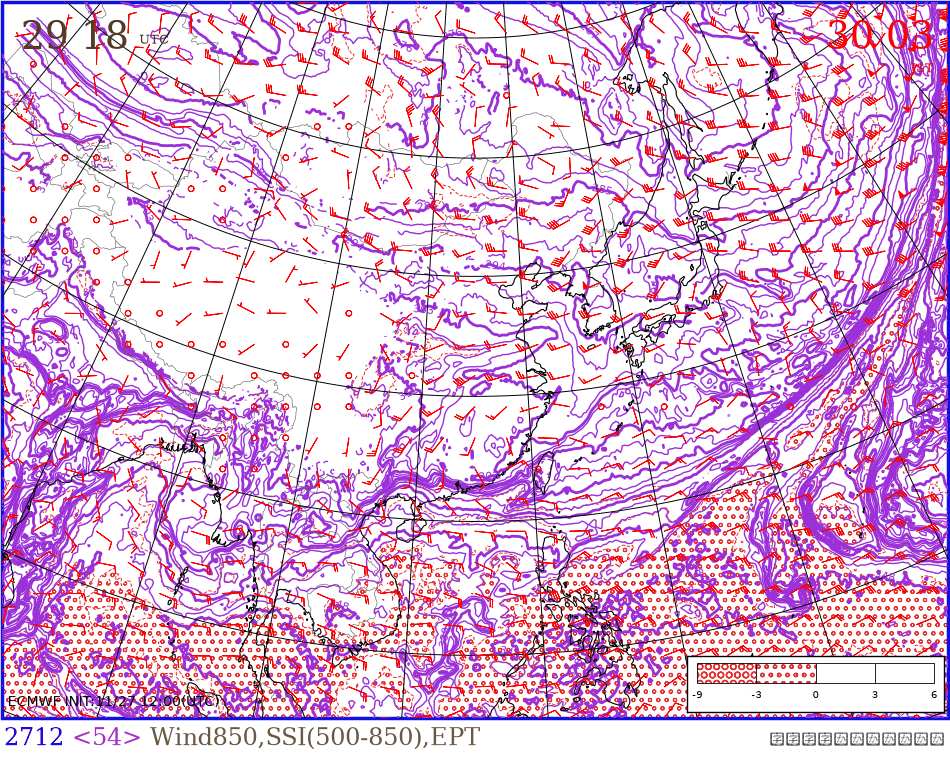 29 18 UTC 30.03
ECMWF INIT:11/27 12:00(UTC)
-9 -3 0 3 6
2712 <54> Wind850,SSI(500-850),EPT